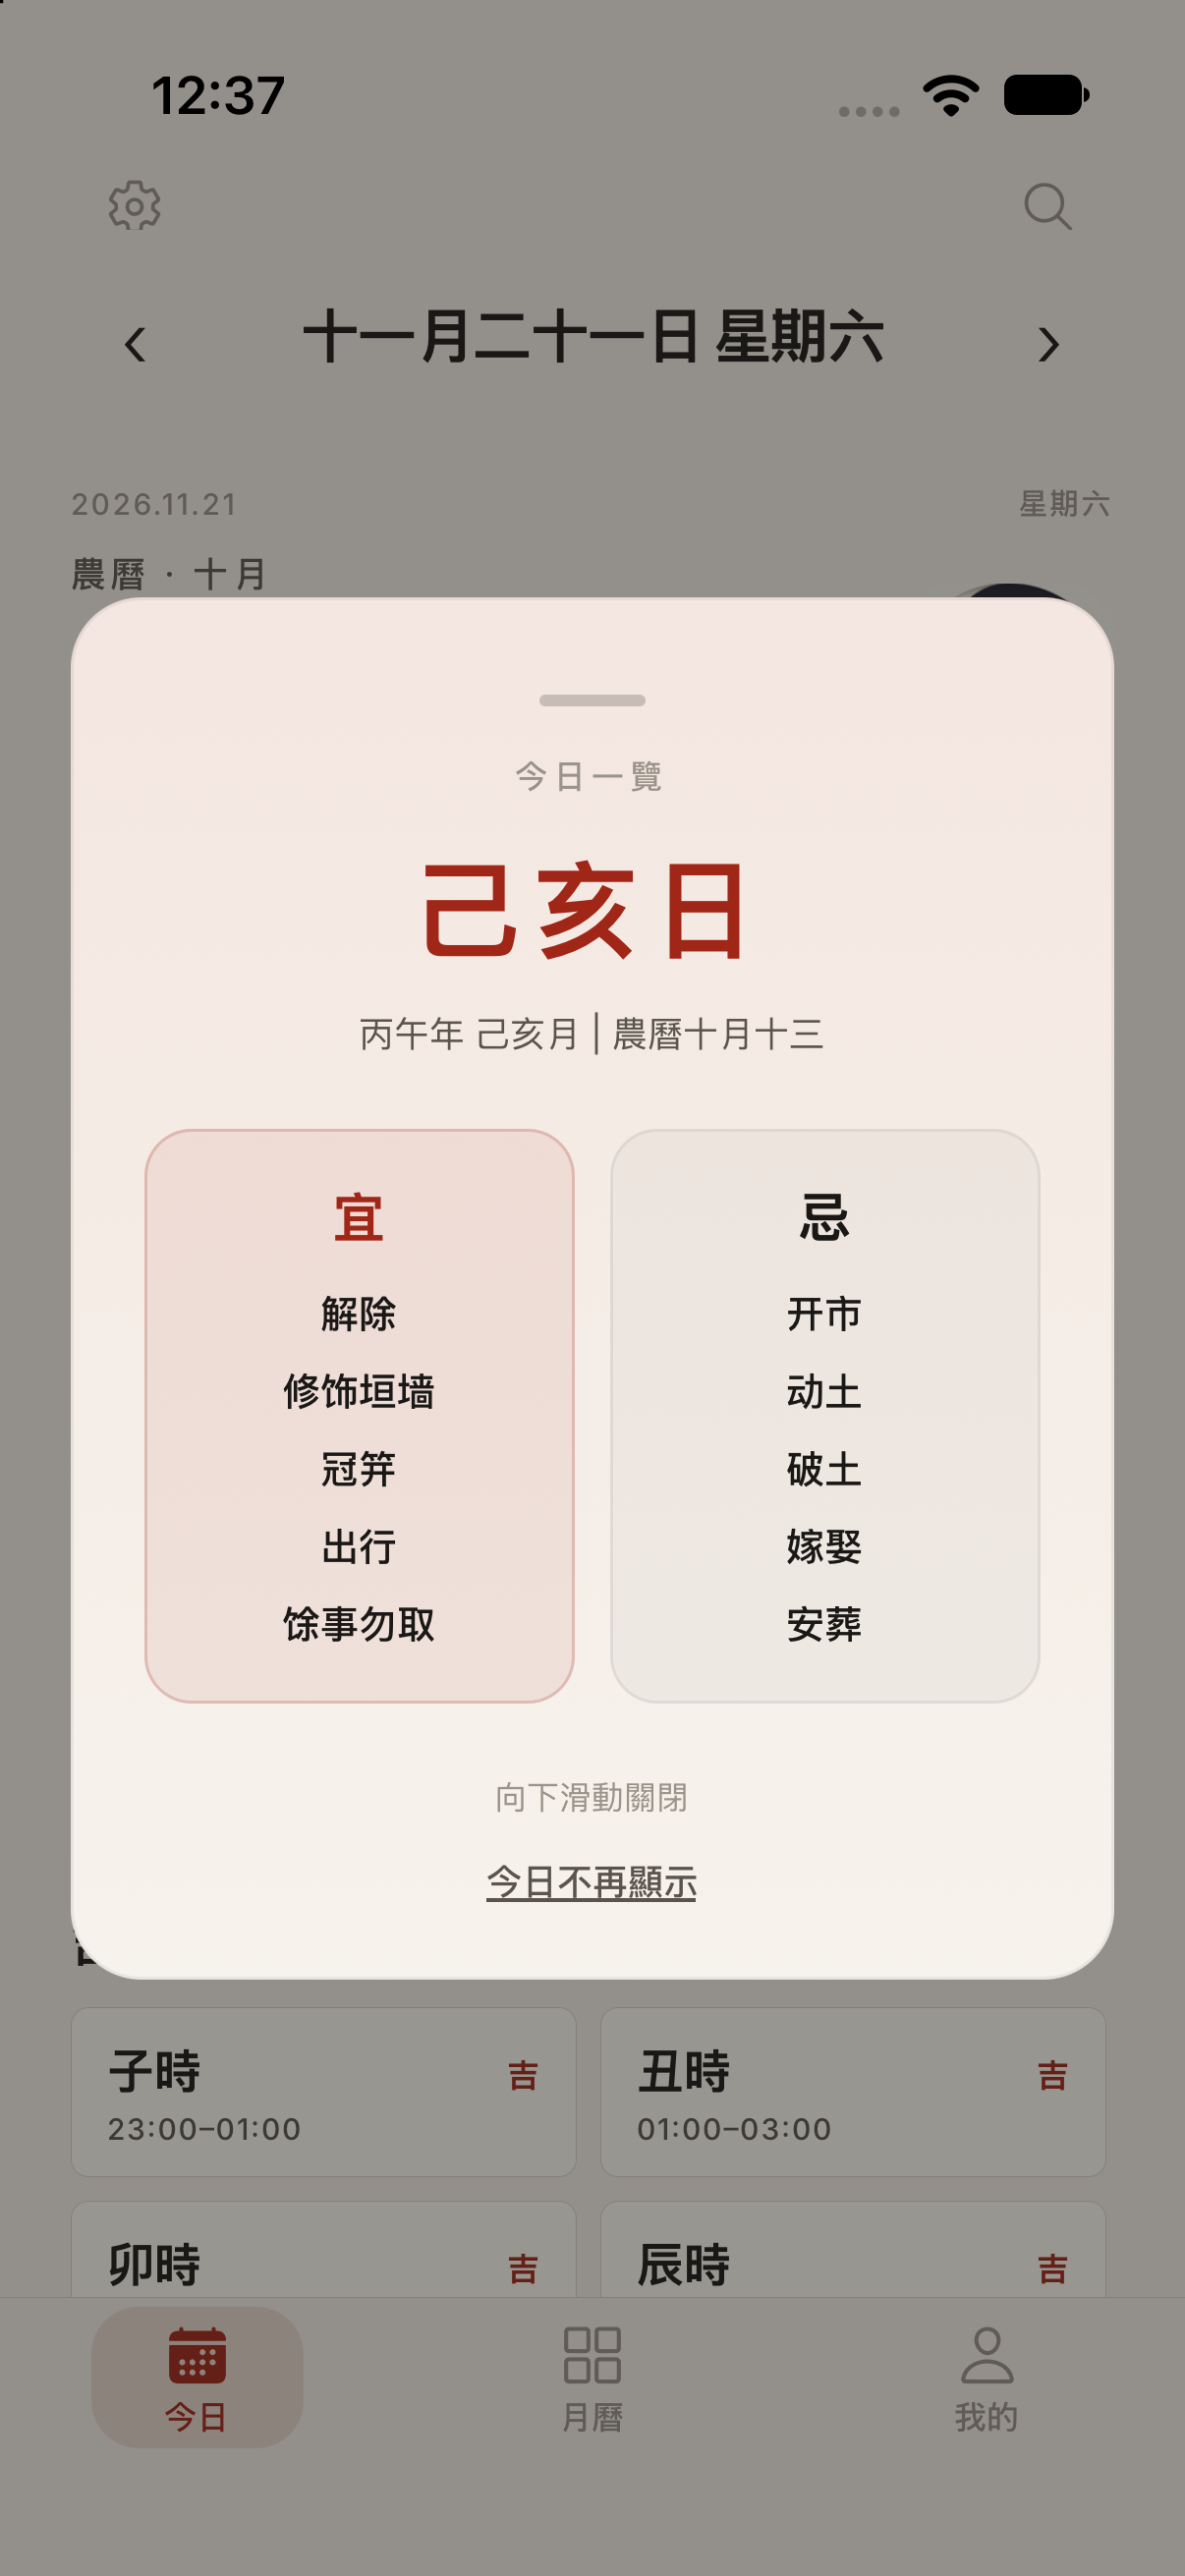 12:37
‹ 十一月二十一日 星期六 ›
2026.11.21 星期六
農曆 · 十月
今日一覽
己亥日
丙午年 己亥月 | 農曆十月十三
宜
解除
修饰垣墙
冠笄
出行
馀事勿取
忌
开市
动土
破土
嫁娶
安葬
向下滑動關閉
今日不再顯示
子時 吉
23:00–01:00
丑時 吉
01:00–03:00
卯時 吉
辰時 吉
今日
月曆
我的